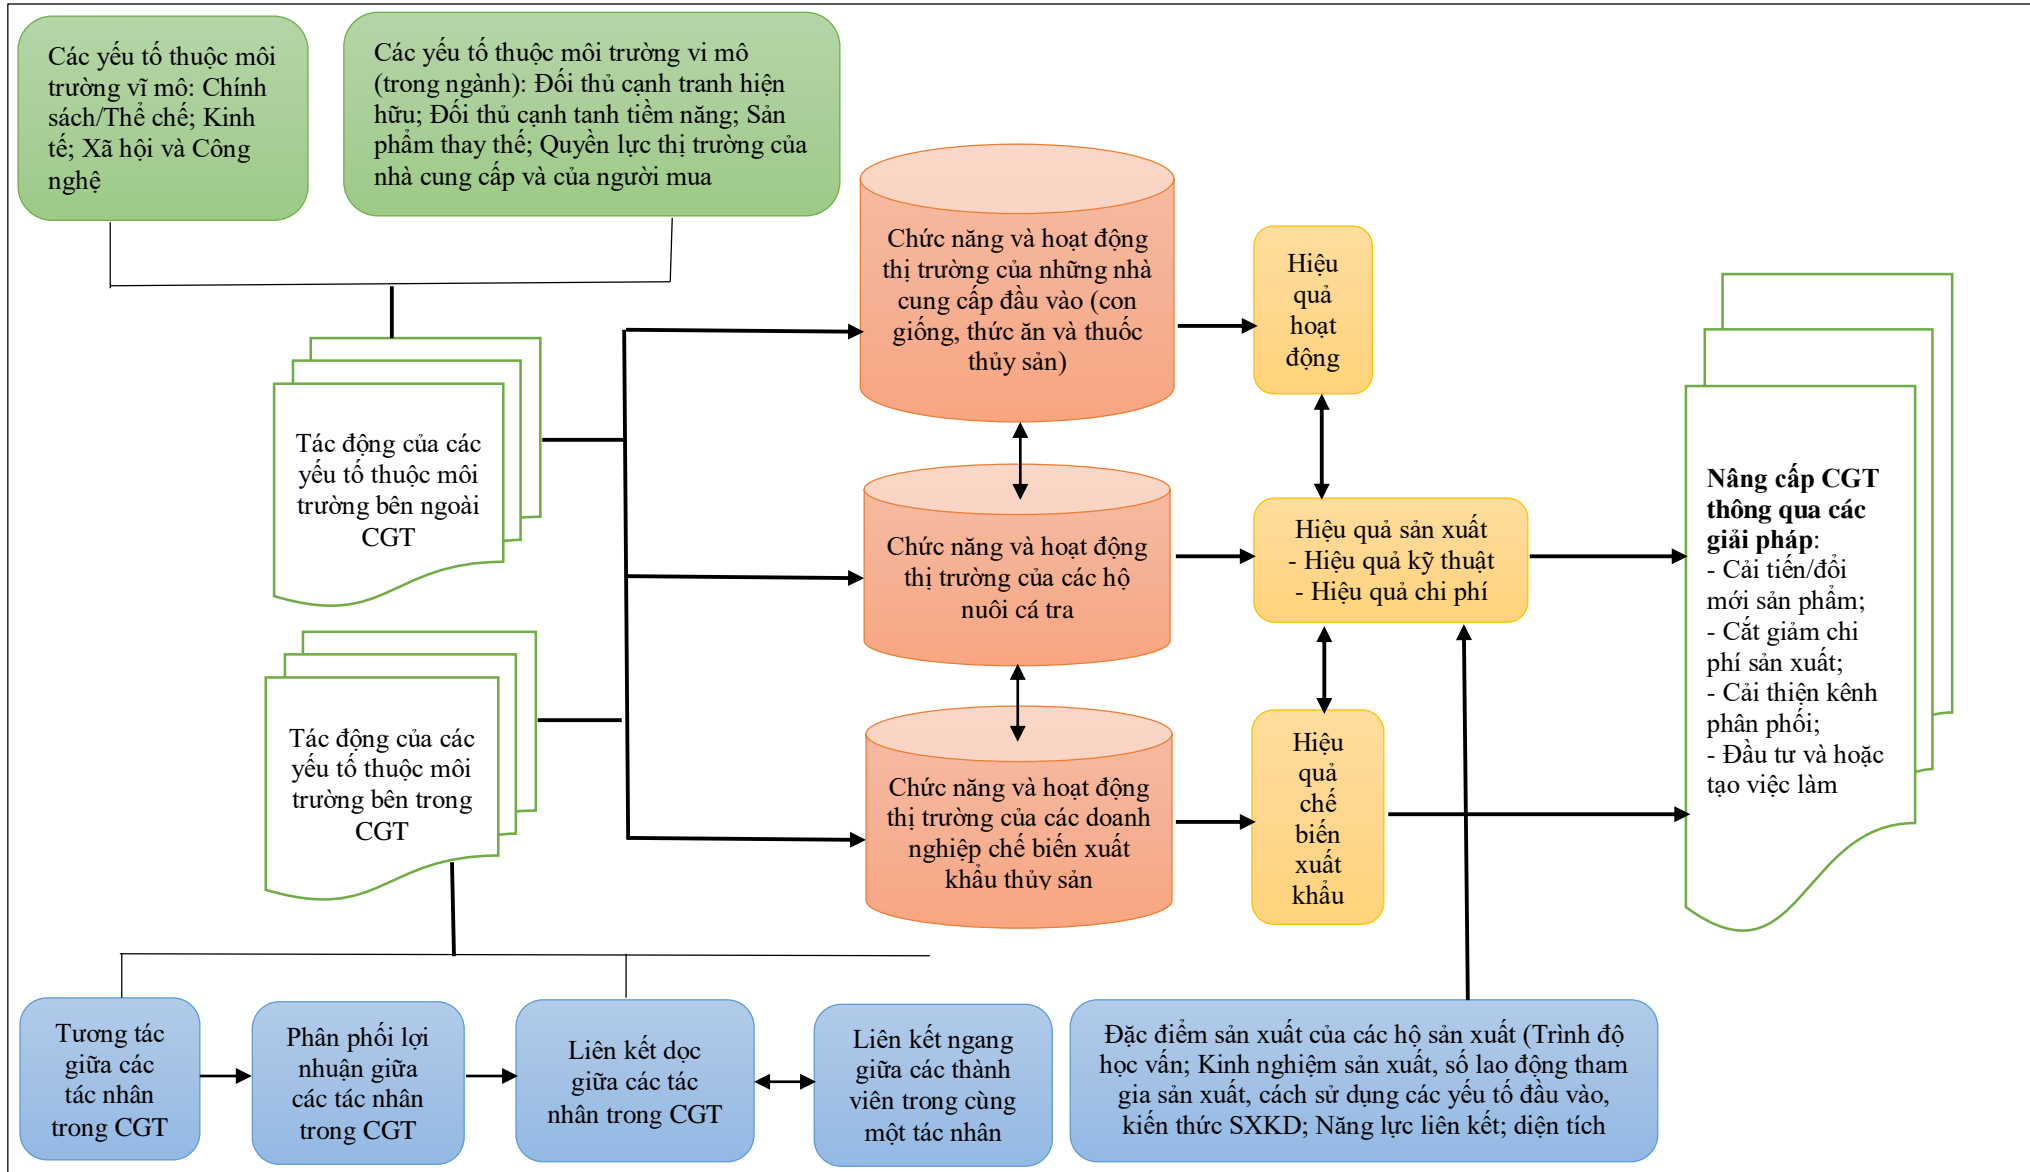 Các yếu tố thuộc môi
trường vĩ mô: Chính
sách/Thể chế; Kinh
tế; Xã hội và Công
nghệ
Các yếu tố thuộc môi trường vi mô
(trong ngành): Đối thủ cạnh tranh hiện
hữu; Đối thủ cạnh tanh tiềm năng; Sản
phẩm thay thế; Quyền lực thị trường của
nhà cung cấp và của người mua
Chức năng và hoạt động
thị trường của những nhà
cung cấp đầu vào (con
giống, thức ăn và thuốc
thủy sản)
Hiệu
quả
hoạt
động
Tác động của các
yếu tố thuộc môi
trường bên ngoài
CGT
Chức năng và hoạt động
thị trường của các hộ
nuôi cá tra
Hiệu quả sản xuất
- Hiệu quả kỹ thuật
- Hiệu quả chi phí
Nâng cấp CGT
thông qua các
giải pháp:
- Cải tiến/đổi
mới sản phẩm;
- Cắt giảm chi
phí sản xuất;
- Cải thiện kênh
phân phối;
- Đầu tư và hoặc
tạo việc làm
Tác động của các
yếu tố thuộc môi
trường bên trong
CGT
Chức năng và hoạt động
thị trường của các doanh
nghiệp chế biến xuất
khẩu thủy sản
Hiệu
quả
chế
biến
xuất
khẩu
Tương tác
giữa các
tác nhân
trong CGT
Phân phối lợi
nhuận giữa
các tác nhân
trong CGT
Liên kết dọc
giữa các tác
nhân trong CGT
Liên kết ngang
giữa các thành
viên trong cùng
một tác nhân
Đặc điểm sản xuất của các hộ sản xuất (Trình độ
học vấn; Kinh nghiệm sản xuất, số lao động tham
gia sản xuất, cách sử dụng các yếu tố đầu vào,
kiến thức SXKD; Năng lực liên kết; diện tích